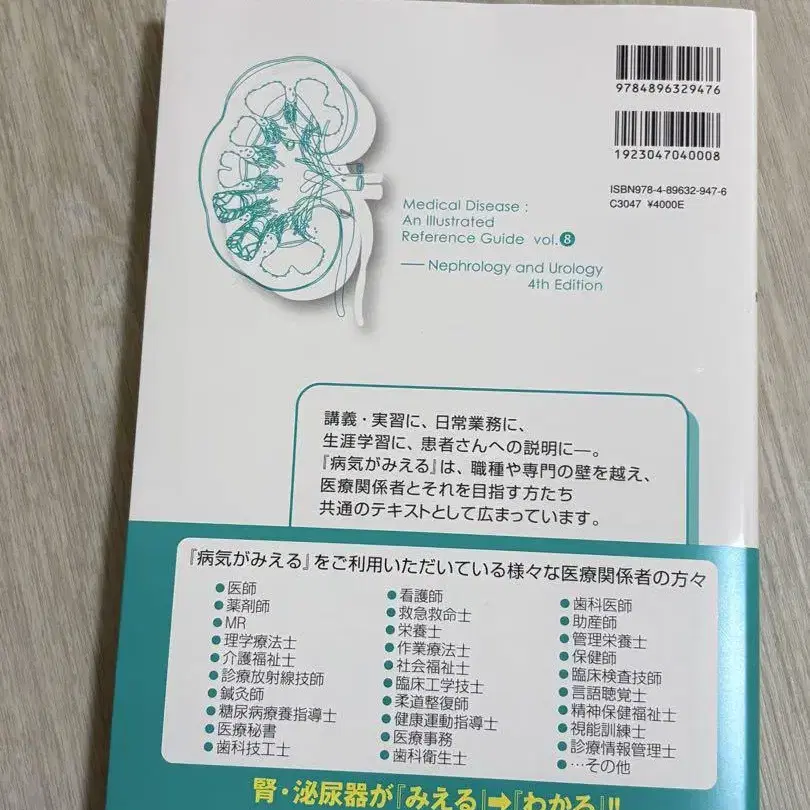 9784896329476
1923047040008
ISBN978-4-89632-947-6
C3047 ¥4000E
Medical Disease :
An Illustrated
Reference Guide vol.8
Nephrology and Urology
4th Edition
講義・実習に、日常業務に、
生涯学習に、患者さんへの説明に―。
『病気がみえる』は、職種や専門の壁を越え、
医療関係者とそれを目指す方たち
共通のテキストとして広まっています。
『病気がみえる』をご利用いただいている様々な医療関係者の方々
●医師
●薬剤師
●MR
●理学療法士
●介護福祉士
●診療放射線技師
●鍼灸師
●糖尿病療養指導士
●医療秘書
●歯科技工士
●看護師
●救急救命士
●栄養士
●作業療法士
●社会福祉士
●臨床工学技士
●柔道整復師
●健康運動指導士
●医療事務
●歯科衛生士
●歯科医師
●助産師
●管理栄養士
●保健師
●臨床検査技師
●言語聴覚士
●精神保健福祉士
●視能訓練士
●診療情報管理士
●…その他
腎・泌尿器が『みえる』➡『わかる』!!